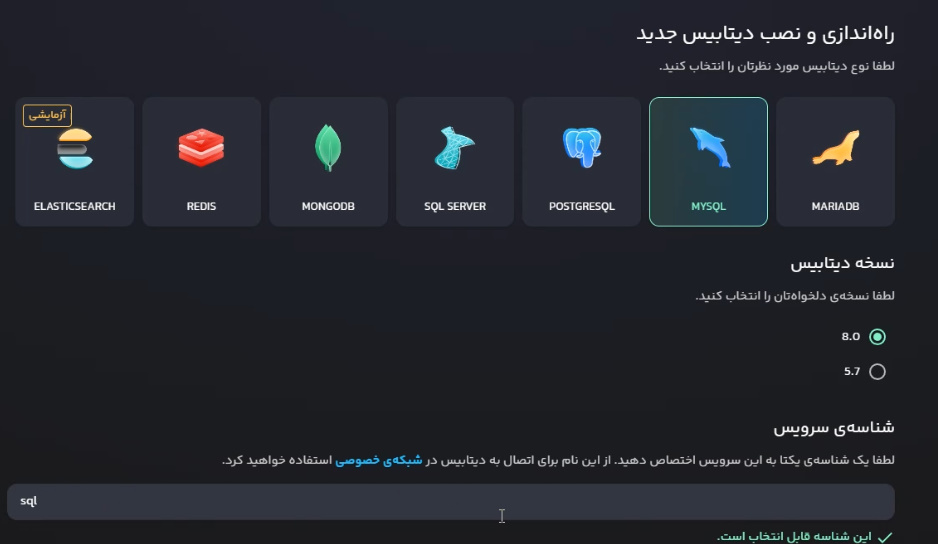 راه‌اندازی و نصب دیتابیس جدید
لطفا نوع دیتابیس مورد نظرتان را انتخاب کنید.
آزمایشی
ELASTICSEARCH REDIS MONGODB SQL SERVER POSTGRESQL MYSQL MARIADB
نسخه دیتابیس
لطفا نسخه‌ی دلخواه‌تان را انتخاب کنید.
8.0
5.7
شناسه‌ی سرویس
لطفا یک شناسه‌ی یکتا به این سرویس اختصاص دهید. از این نام برای اتصال به دیتابیس در شبکه‌ی خصوصی استفاده خواهید کرد.
sql
این شناسه قابل انتخاب است.